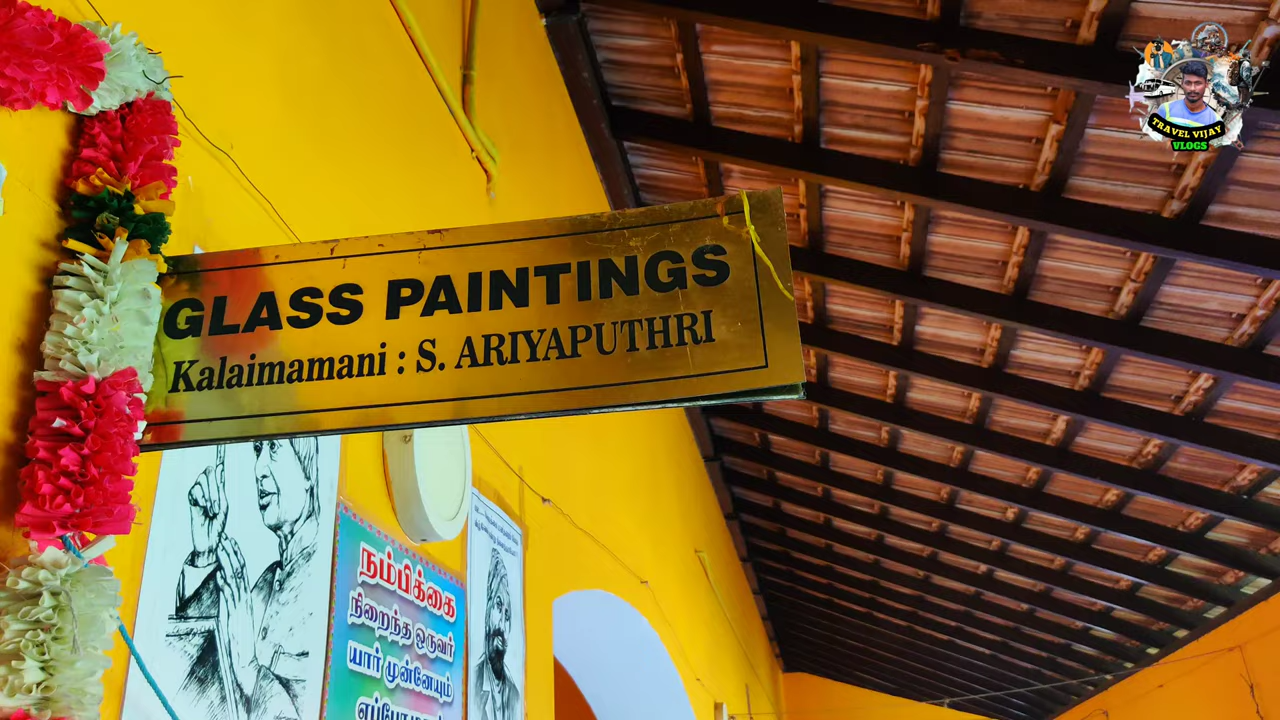 TRAVEL VIJAY
VLOGS
GLASS PAINTINGS
Kalaimamani : S. ARIYAPUTHRI
நம்பிக்கை
நிறைந்த ஒருவர்
யார் முன்னேயும்